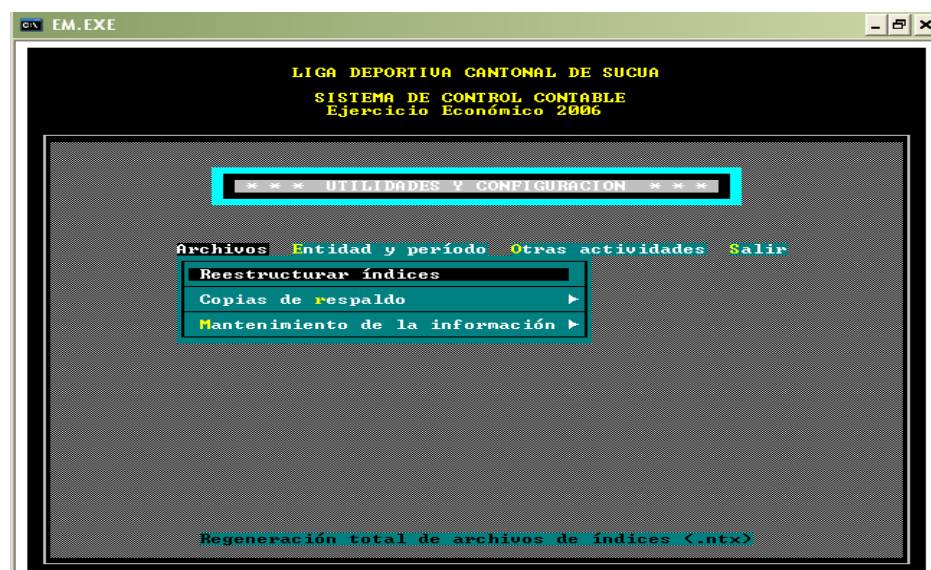 EM.EXE
LIGA DEPORTIVA CANTONAL DE SUCUA
SISTEMA DE CONTROL CONTABLE
Ejercicio Económico 2006
* * * UTILIDADES Y CONFIGURACION * * *
Archivos Entidad y período Otras actividades Salir
Reestructurar índices
Copias de respaldo
Mantenimiento de la información
Regeneración total de archivos de índices (.ntx)